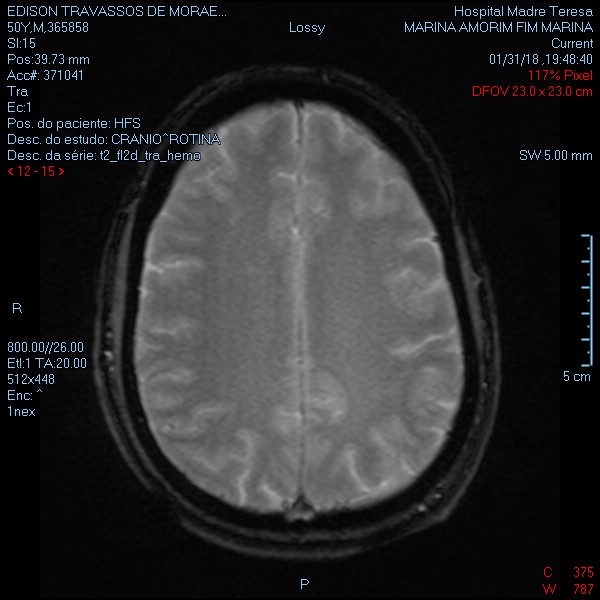 EDISON TRAVASSOS DE MORAE...
50Y,M,365858
Sl:15
Pos:39.73 mm
Acc#: 371041
Tra
Ec:1
Pos. do paciente: HFS
Desc. do estudo: CRANIO^ROTINA
Desc. da série: t2_fl2d_tra_hemo
< 12 - 15 >
Lossy
Hospital Madre Teresa
MARINA AMORIM FIM MARINA
Current
01/31/18 ,19:48:40
117% Pixel
DFOV 23.0 x 23.0 cm
SW 5.00 mm
R
800.00//26.00
Etl:1 TA:20.00
512x448
Enc: ^
1nex
5 cm
P
C 375
W 787